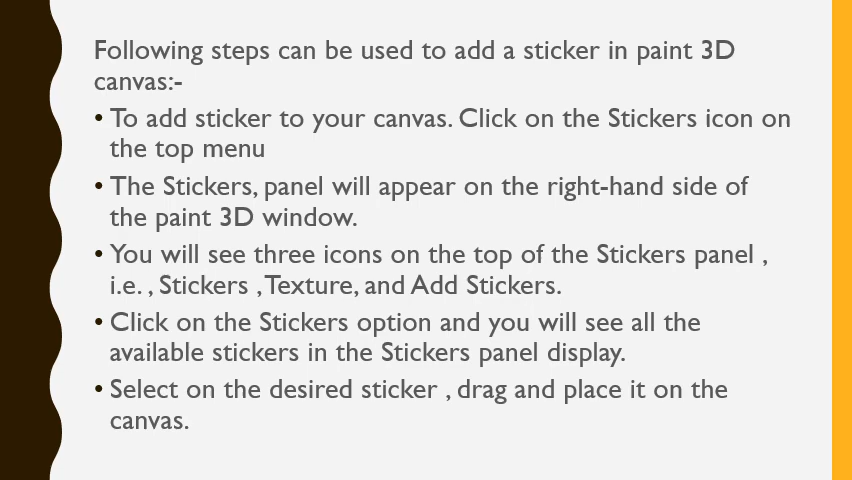 Following steps can be used to add a sticker in paint 3D
canvas:-
• To add sticker to your canvas. Click on the Stickers icon on
the top menu
• The Stickers, panel will appear on the right-hand side of
the paint 3D window.
• You will see three icons on the top of the Stickers panel ,
i.e. , Stickers , Texture, and Add Stickers.
• Click on the Stickers option and you will see all the
available stickers in the Stickers panel display.
• Select on the desired sticker , drag and place it on the
canvas.